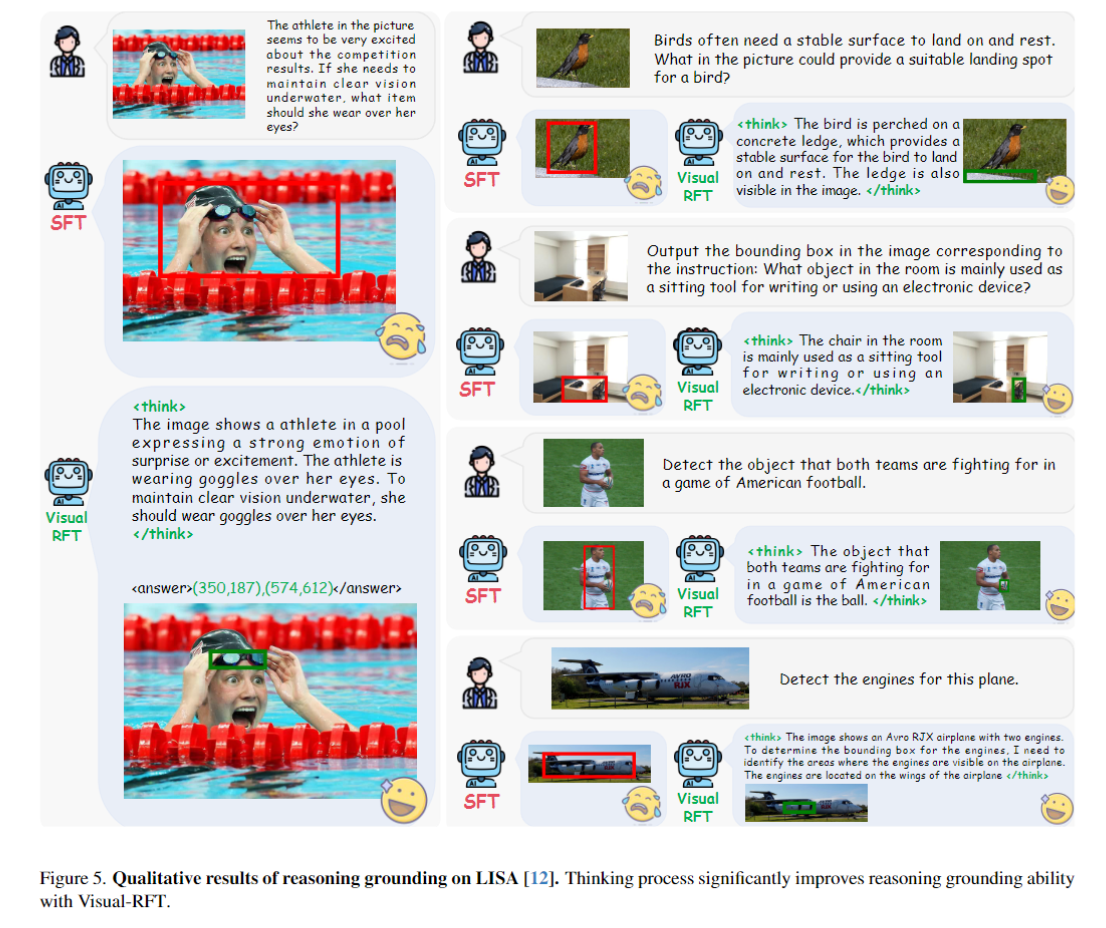 The athlete in the picture
seems to be very excited
about the competition
results. If she needs to
maintain clear vision
underwater, what item
should she wear over her
eyes?
AI
SFT
<think>
The image shows a athlete in a pool
expressing a strong emotion of
surprise or excitement. The athlete is
wearing goggles over her eyes. To
maintain clear vision underwater, she
should wear goggles over her eyes.
</think>
AI
Visual
RFT
<answer>(350,187),(574,612)</answer>
Birds often need a stable surface to land on and rest.
What in the picture could provide a suitable landing spot
for a bird?
AI
SFT
AI
Visual
RFT
<think> The bird is perched on a
concrete ledge, which provides a
stable surface for the bird to land
on and rest. The ledge is also
visible in the image. </think>
Output the bounding box in the image corresponding to
the instruction: What object in the room is mainly used as
a sitting tool for writing or using an electronic device?
AI
SFT
AI
Visual
RFT
<think> The chair in the room
is mainly used as a sitting tool
for writing or using an
electronic device.</think>
Detect the object that both teams are fighting for in
a game of American football.
AI
SFT
AI
Visual
RFT
<think> The object that
both teams are fighting for
in a game of American
football is the ball. </think>
AVRO
RJX
Detect the engines for this plane.
AI
SFT
AI
Visual
RFT
<think> The image shows an Avro RJX airplane with two engines.
To determine the bounding box for the engines, I need to
identify the areas where the engines are visible on the airplane.
The engines are located on the wings of the airplane </think>
Figure 5. Qualitative results of reasoning grounding on LISA [12]. Thinking process significantly improves reasoning grounding ability
with Visual-RFT.